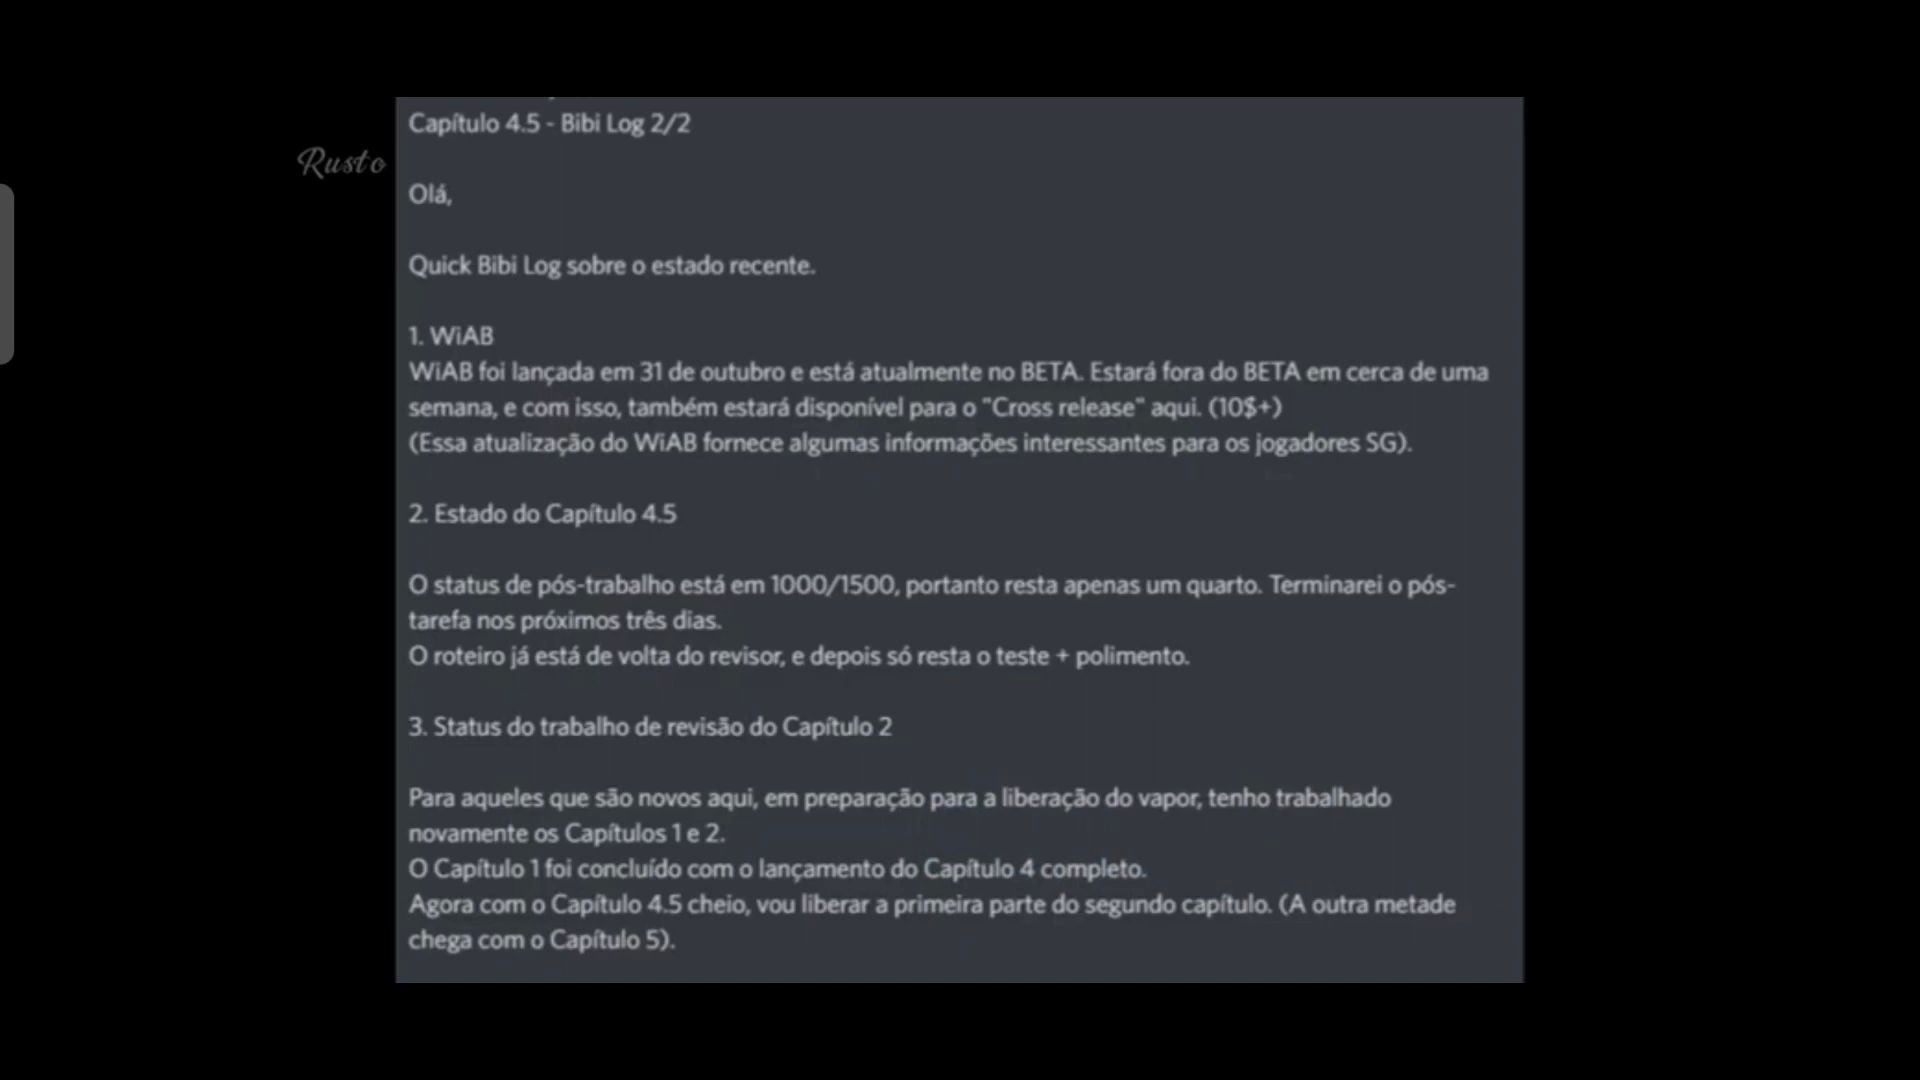 Capítulo 4.5 - Bibi Log 2/2
Rusto
Olá,
Quick Bibi Log sobre o estado recente.
1. WiAB
WiAB foi lançada em 31 de outubro e está atualmente no BETA. Estará fora do BETA em cerca de uma
semana, e com isso, também estará disponível para o "Cross release" aqui. (10$+)
(Essa atualização do WiAB fornece algumas informações interessantes para os jogadores SG).
2. Estado do Capítulo 4.5
O status de pós-trabalho está em 1000/1500, portanto resta apenas um quarto. Terminarei o pós-
tarefa nos próximos três dias.
O roteiro já está de volta do revisor, e depois só resta o teste + polimento.
3. Status do trabalho de revisão do Capítulo 2
Para aqueles que são novos aqui, em preparação para a liberação do vapor, tenho trabalhado
novamente os Capítulos 1 e 2.
O Capítulo 1 foi concluído com o lançamento do Capítulo 4 completo.
Agora com o Capítulo 4.5 cheio, vou liberar a primeira parte do segundo capítulo. (A outra metade
chega com o Capítulo 5).